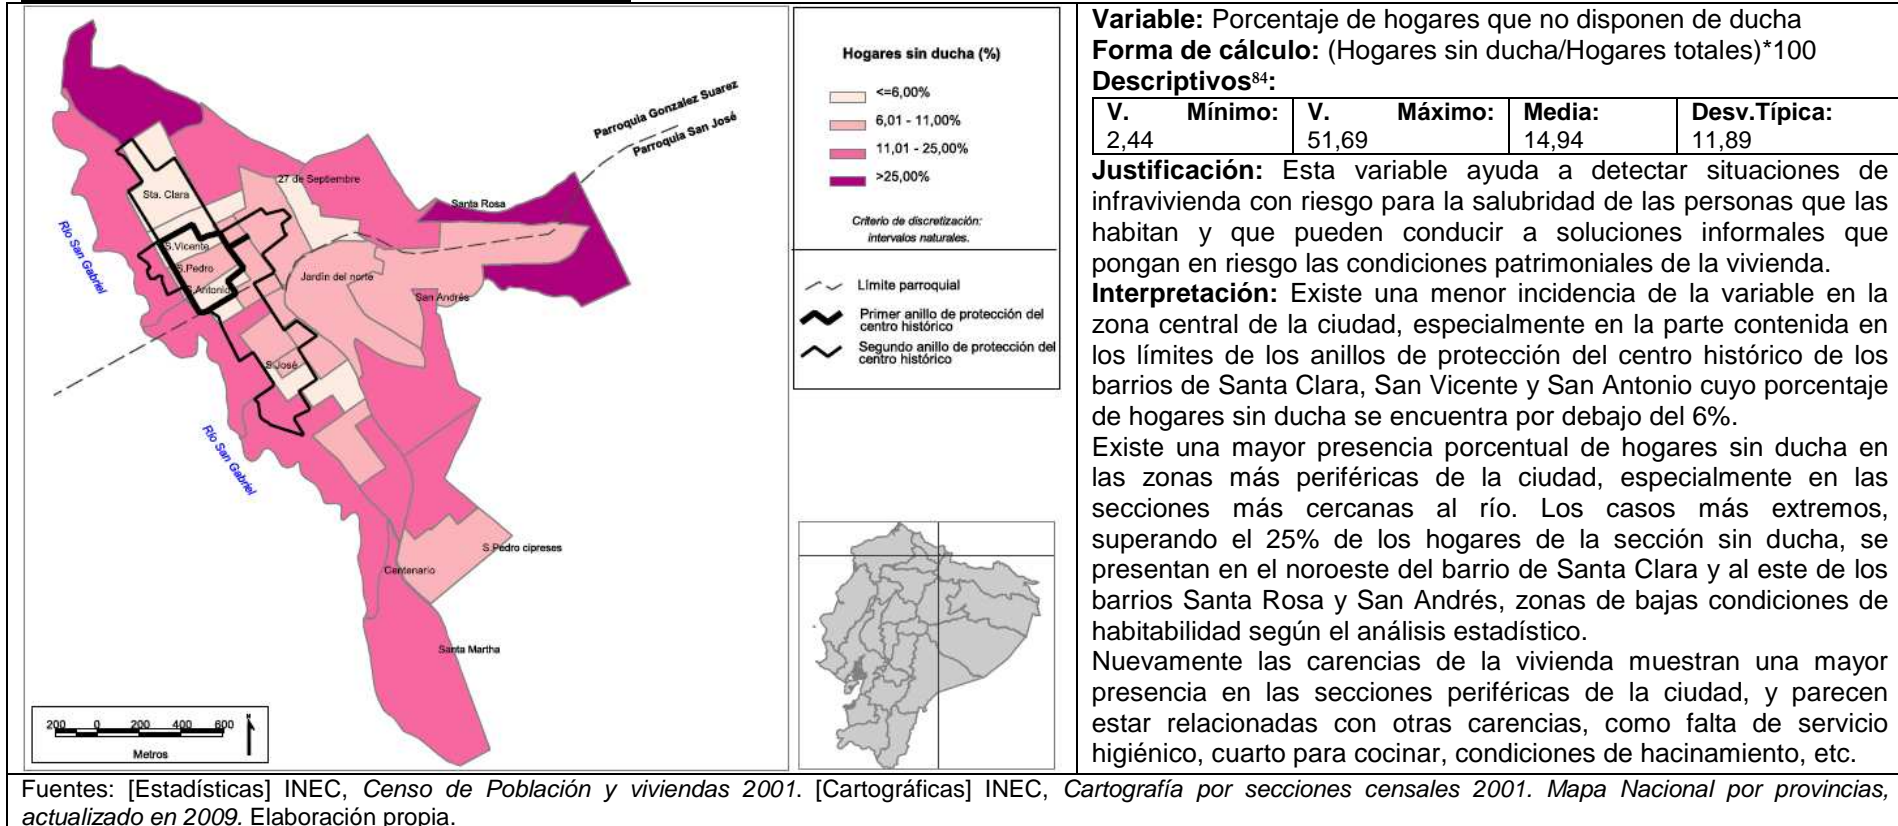 Hogares sin ducha (%)
<=6,00%
6,01 - 11,00%
11,01 - 25,00%
>25,00%
Criterio de discretización:
intervalos naturales.
Límite parroquial
Primer anillo de protección del
centro histórico
Segundo anillo de protección del
centro histórico
Parroquia Gonzalez Suarez
Parroquia San José
27 de Septiembre
Sta. Clara
Santa Rosa
Río San Gabriel
S.Vicente
S.Pedro
Jardín del norte
S.Antonio
San Andrés
S.José
Río San Gabriel
S.Pedro cipreses
Centenario
Santa Martha
200 0 200 400 600
Metros
N
Variable: Porcentaje de hogares que no disponen de ducha
Forma de cálculo: (Hogares sin ducha/Hogares totales)*100
Descriptivos84:
V. Mínimo: V. Máximo: Media: Desv.Típica:
2,44 51,69 14,94 11,89
Justificación: Esta variable ayuda a detectar situaciones de
infravivienda con riesgo para la salubridad de las personas que las
habitan y que pueden conducir a soluciones informales que
pongan en riesgo las condiciones patrimoniales de la vivienda.
Interpretación: Existe una menor incidencia de la variable en la
zona central de la ciudad, especialmente en la parte contenida en
los límites de los anillos de protección del centro histórico de los
barrios de Santa Clara, San Vicente y San Antonio cuyo porcentaje
de hogares sin ducha se encuentra por debajo del 6%.
Existe una mayor presencia porcentual de hogares sin ducha en
las zonas más periféricas de la ciudad, especialmente en las
secciones más cercanas al río. Los casos más extremos,
superando el 25% de los hogares de la sección sin ducha, se
presentan en el noroeste del barrio de Santa Clara y al este de los
barrios Santa Rosa y San Andrés, zonas de bajas condiciones de
habitabilidad según el análisis estadístico.
Nuevamente las carencias de la vivienda muestran una mayor
presencia en las secciones periféricas de la ciudad, y parecen
estar relacionadas con otras carencias, como falta de servicio
higiénico, cuarto para cocinar, condiciones de hacinamiento, etc.
Fuentes: [Estadísticas] INEC, Censo de Población y viviendas 2001. [Cartográficas] INEC, Cartografía por secciones censales 2001. Mapa Nacional por provincias,
actualizado en 2009. Elaboración propia.